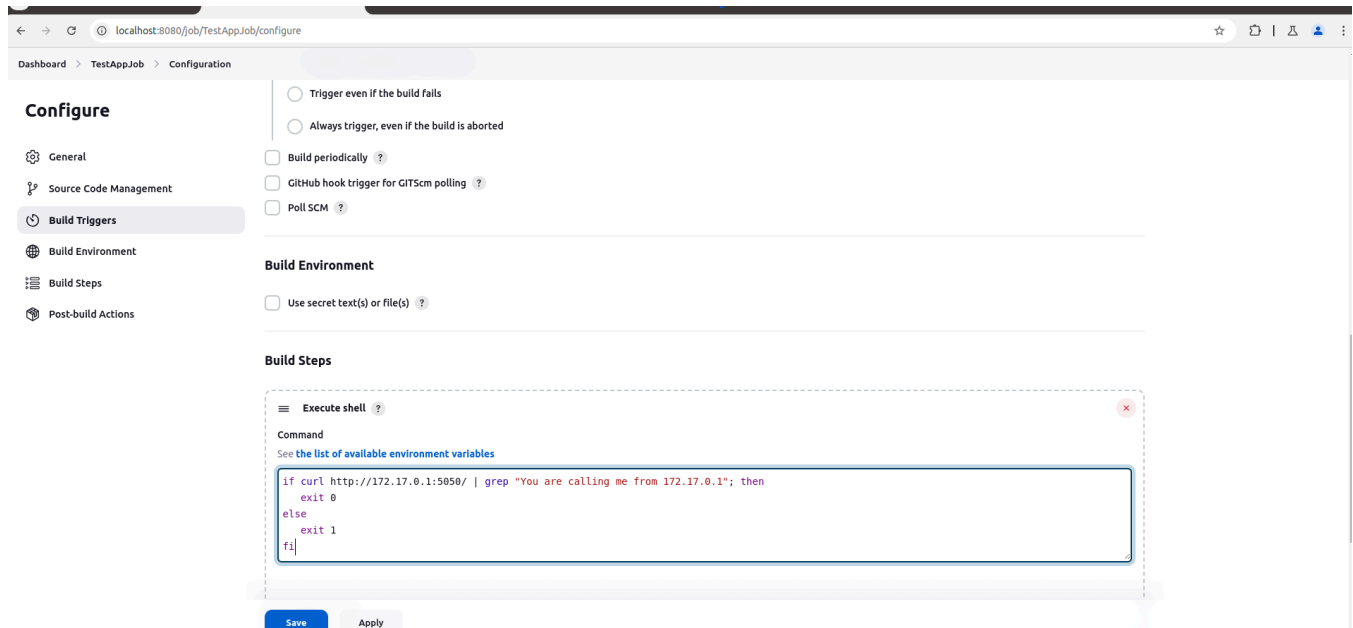 localhost:8080/job/TestAppJob/configure
Dashboard > TestAppJob > Configuration
Configure
General
Source Code Management
Build Triggers
Build Environment
Build Steps
Post-build Actions
Trigger even if the build fails
Always trigger, even if the build is aborted
Build periodically ?
GitHub hook trigger for GITScm polling ?
Poll SCM ?
Build Environment
Use secret text(s) or file(s) ?
Build Steps
Execute shell ?
Command
See the list of available environment variables
if curl http://172.17.0.1:5050/ | grep "You are calling me from 172.17.0.1"; then
exit 0
else
exit 1
fi
Save Apply